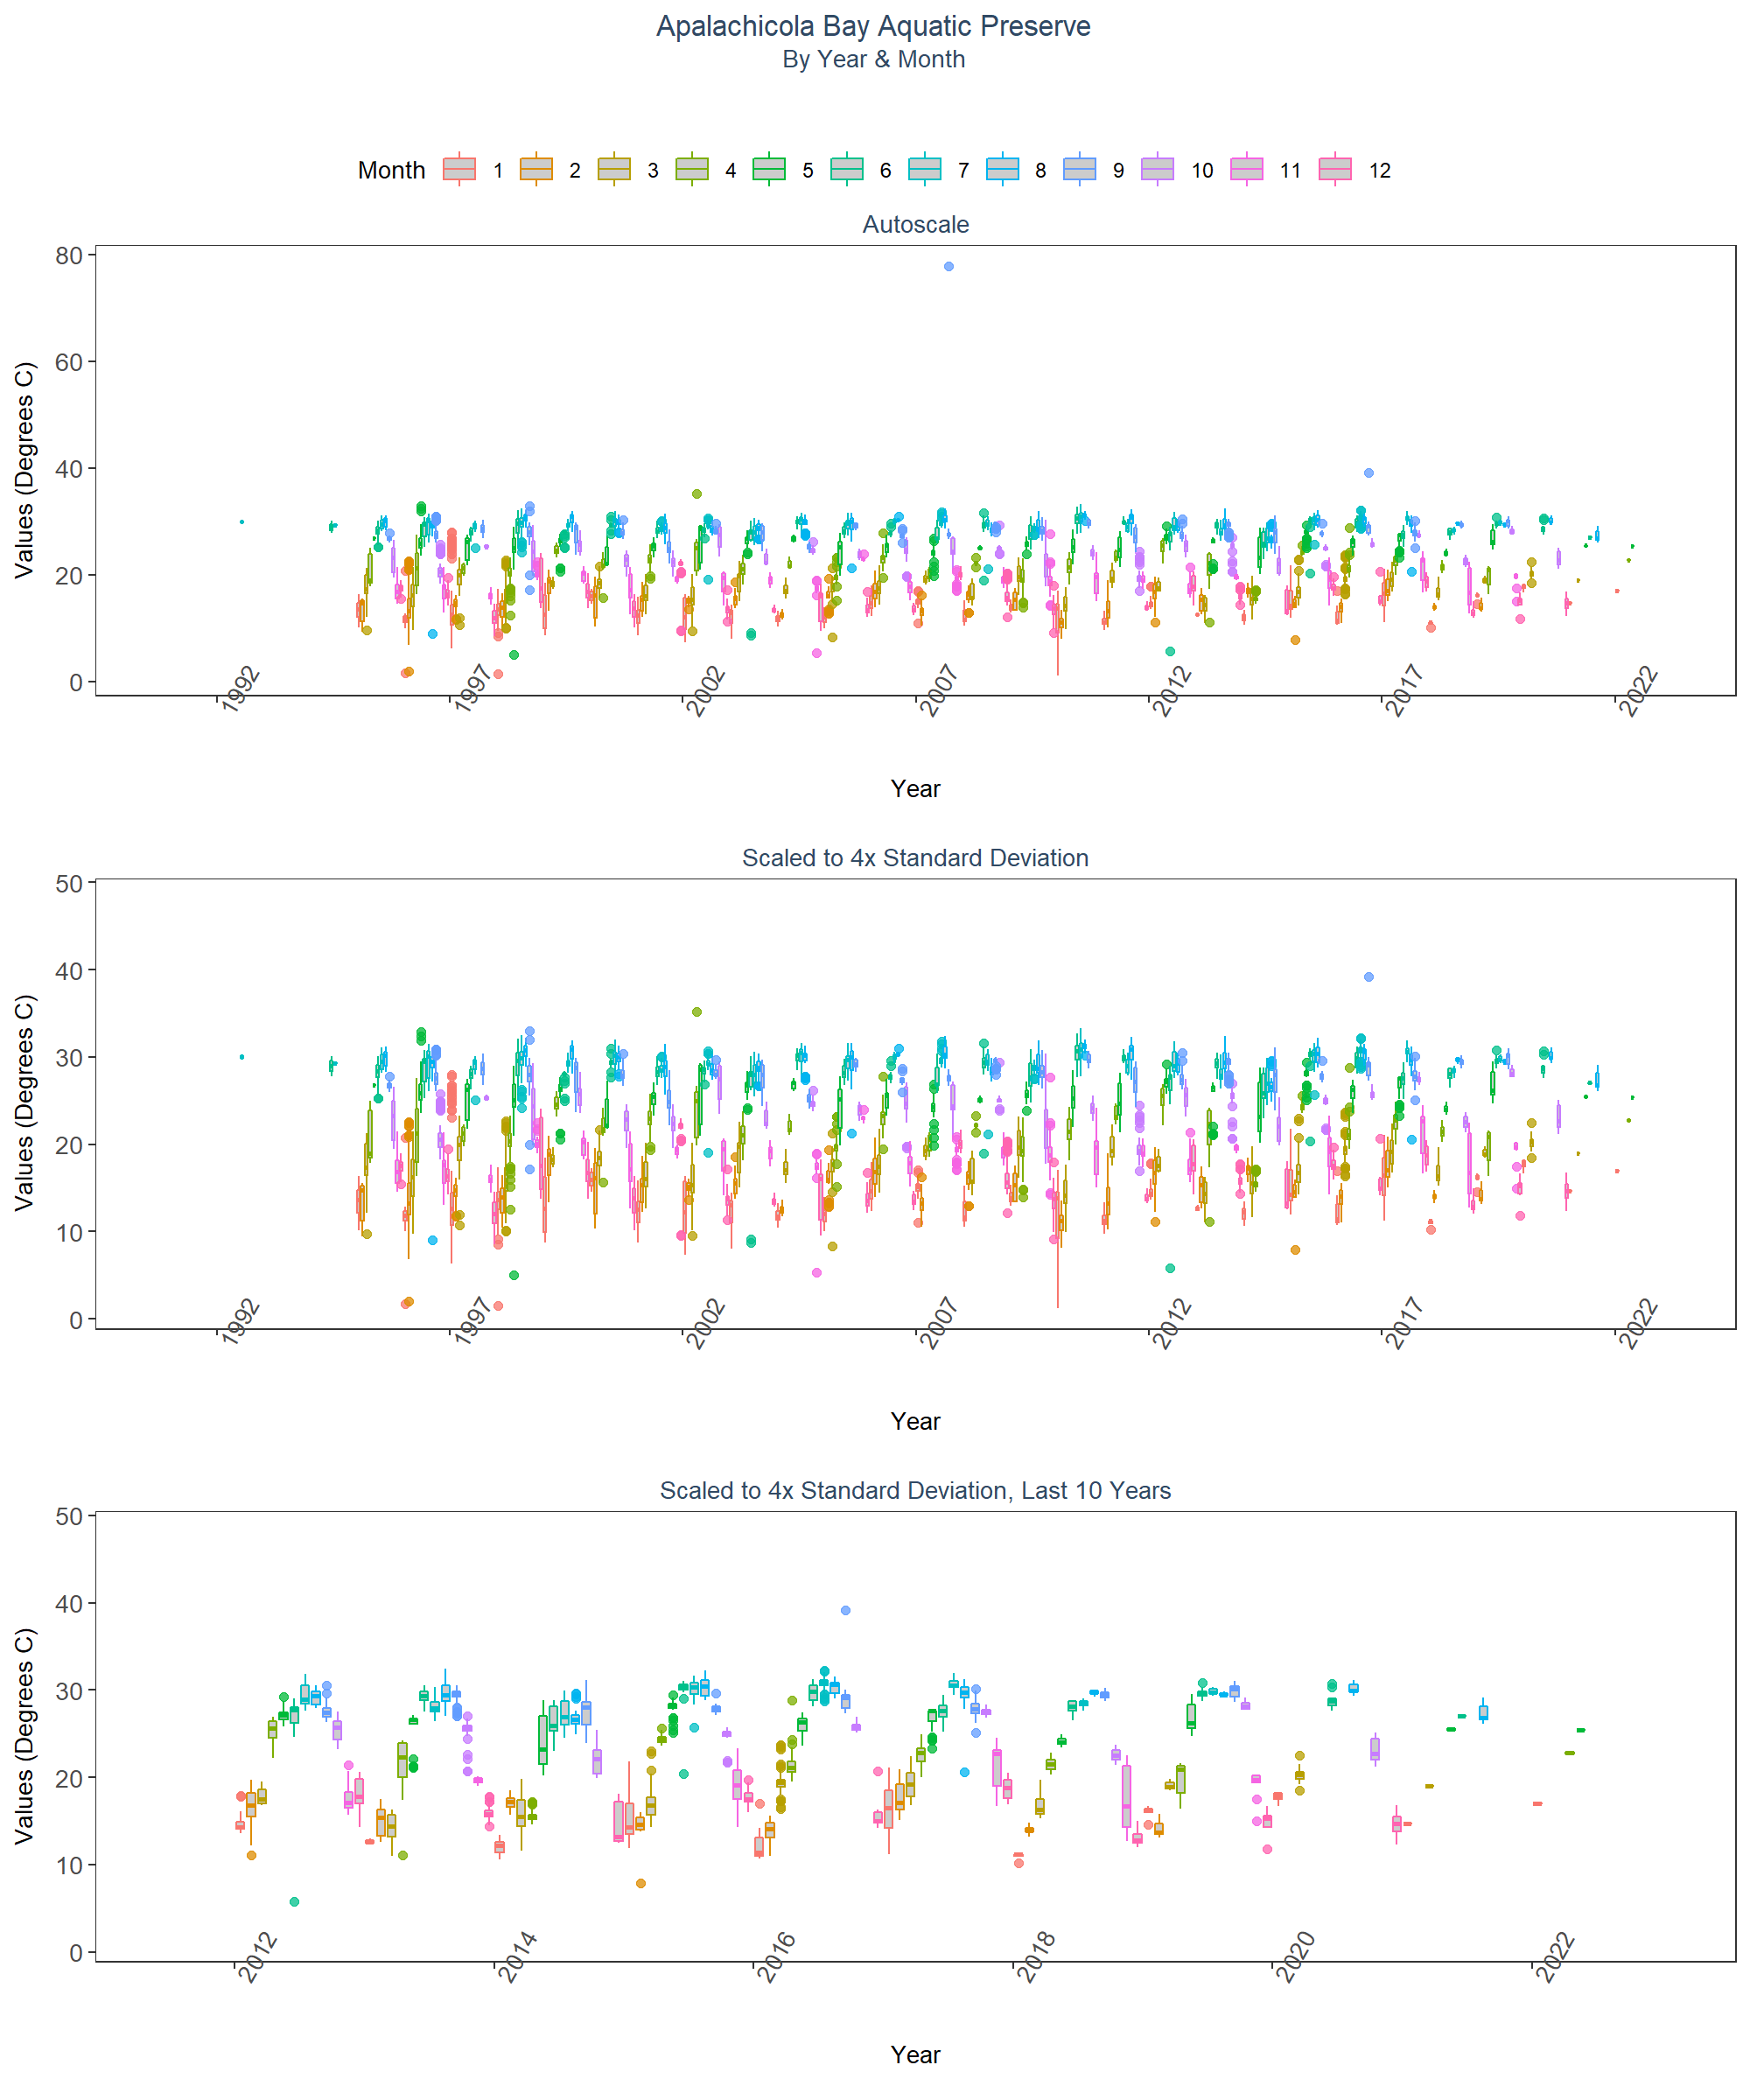 Apalachicola Bay Aquatic Preserve
By Year & Month
Month 1 2 3 4 5 6 7 8 9 10 11 12
Autoscale
Values (Degrees C)
80
60
40
20
0
1992 1997 2002 2007 2012 2017 2022
Year
Scaled to 4x Standard Deviation
Values (Degrees C)
50
40
30
20
10
0
1992 1997 2002 2007 2012 2017 2022
Year
Scaled to 4x Standard Deviation, Last 10 Years
Values (Degrees C)
50
40
30
20
10
0
2012 2014 2016 2018 2020 2022
Year